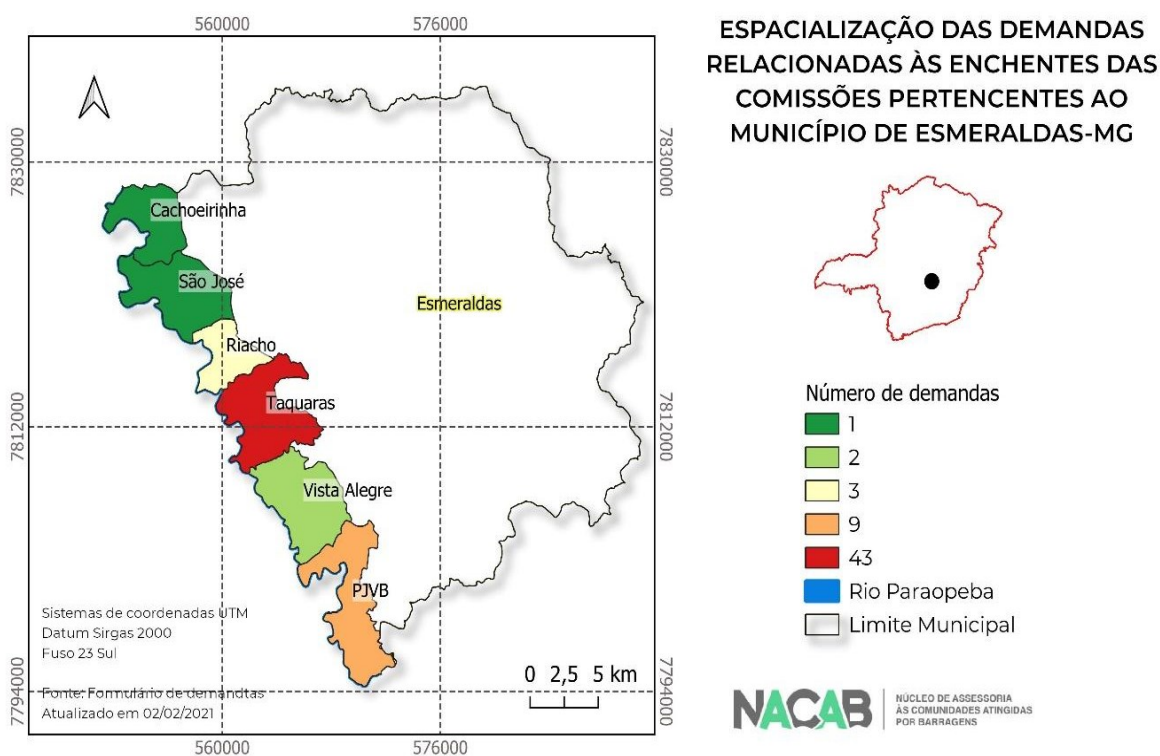 560000
576000
ESPACIALIZAÇÃO DAS DEMANDAS
RELACIONADAS ÀS ENCHENTES DAS
COMISSÕES PERTENCENTES AO
MUNICÍPIO DE ESMERALDAS-MG
7830000
7830000
Cachoeirinha
São José
Esmeraldas
Riacho
Taquaras
7812000
7812000
Vista Alegre
PJVB
Número de demandas
1
2
3
9
43
Rio Paraopeba
Limite Municipal
Sistemas de coordenadas UTM
Datum Sirgas 2000
Fuso 23 Sul
0 2,5 5 km
7794000
7794000
Fonte: Formulário de demandtas
Atualizado em 02/02/2021
560000
576000
NACAB
NÚCLEO DE ASSESSORIA
ÀS COMUNIDADES ATINGIDAS
POR BARRAGENS